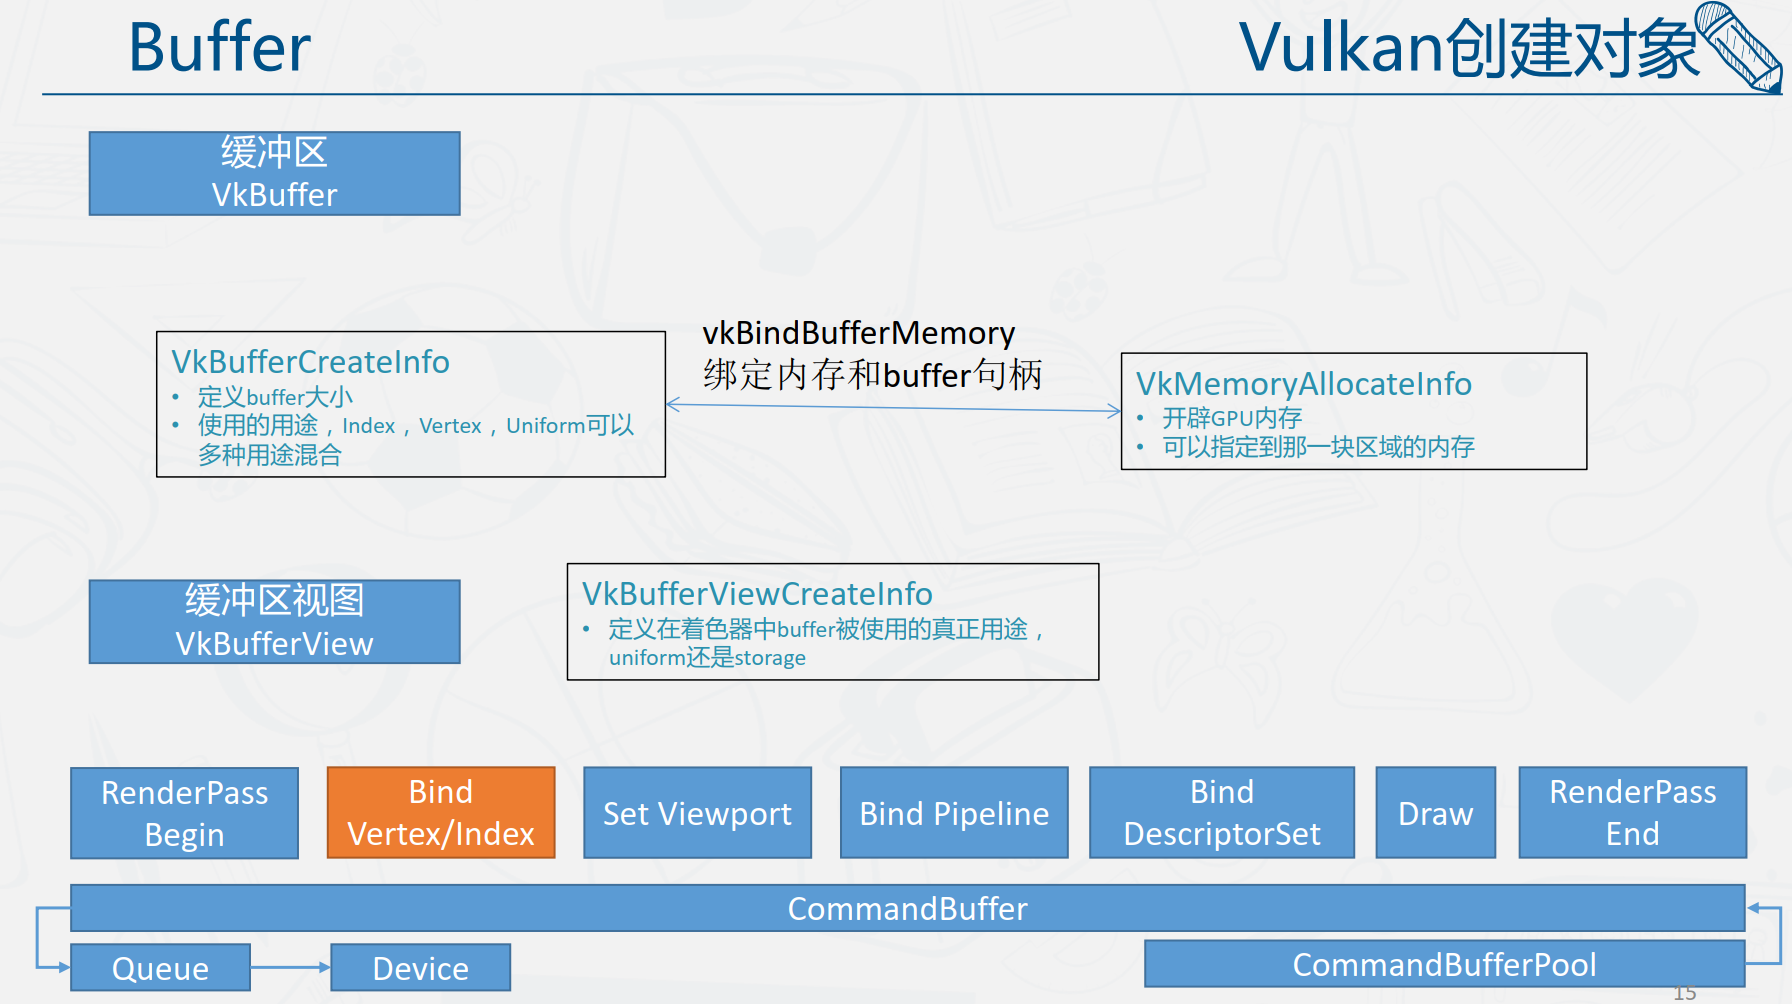 Buffer
Vulkan创建对象
缓冲区
VkBuffer
VkBufferCreateInfo
• 定义buffer大小
• 使用的用途，Index，Vertex，Uniform可以
多种用途混合
vkBindBufferMemory
绑定内存和buffer句柄
VkMemoryAllocateInfo
• 开辟GPU内存
• 可以指定到那一块区域的内存
缓冲区视图
VkBufferView
VkBufferViewCreateInfo
• 定义在着色器中buffer被使用的真正用途，
uniform还是storage
RenderPass
Begin
Bind
Vertex/Index
Set Viewport
Bind Pipeline
Bind
DescriptorSet
Draw
RenderPass
End
CommandBuffer
Queue
Device
CommandBufferPool
15